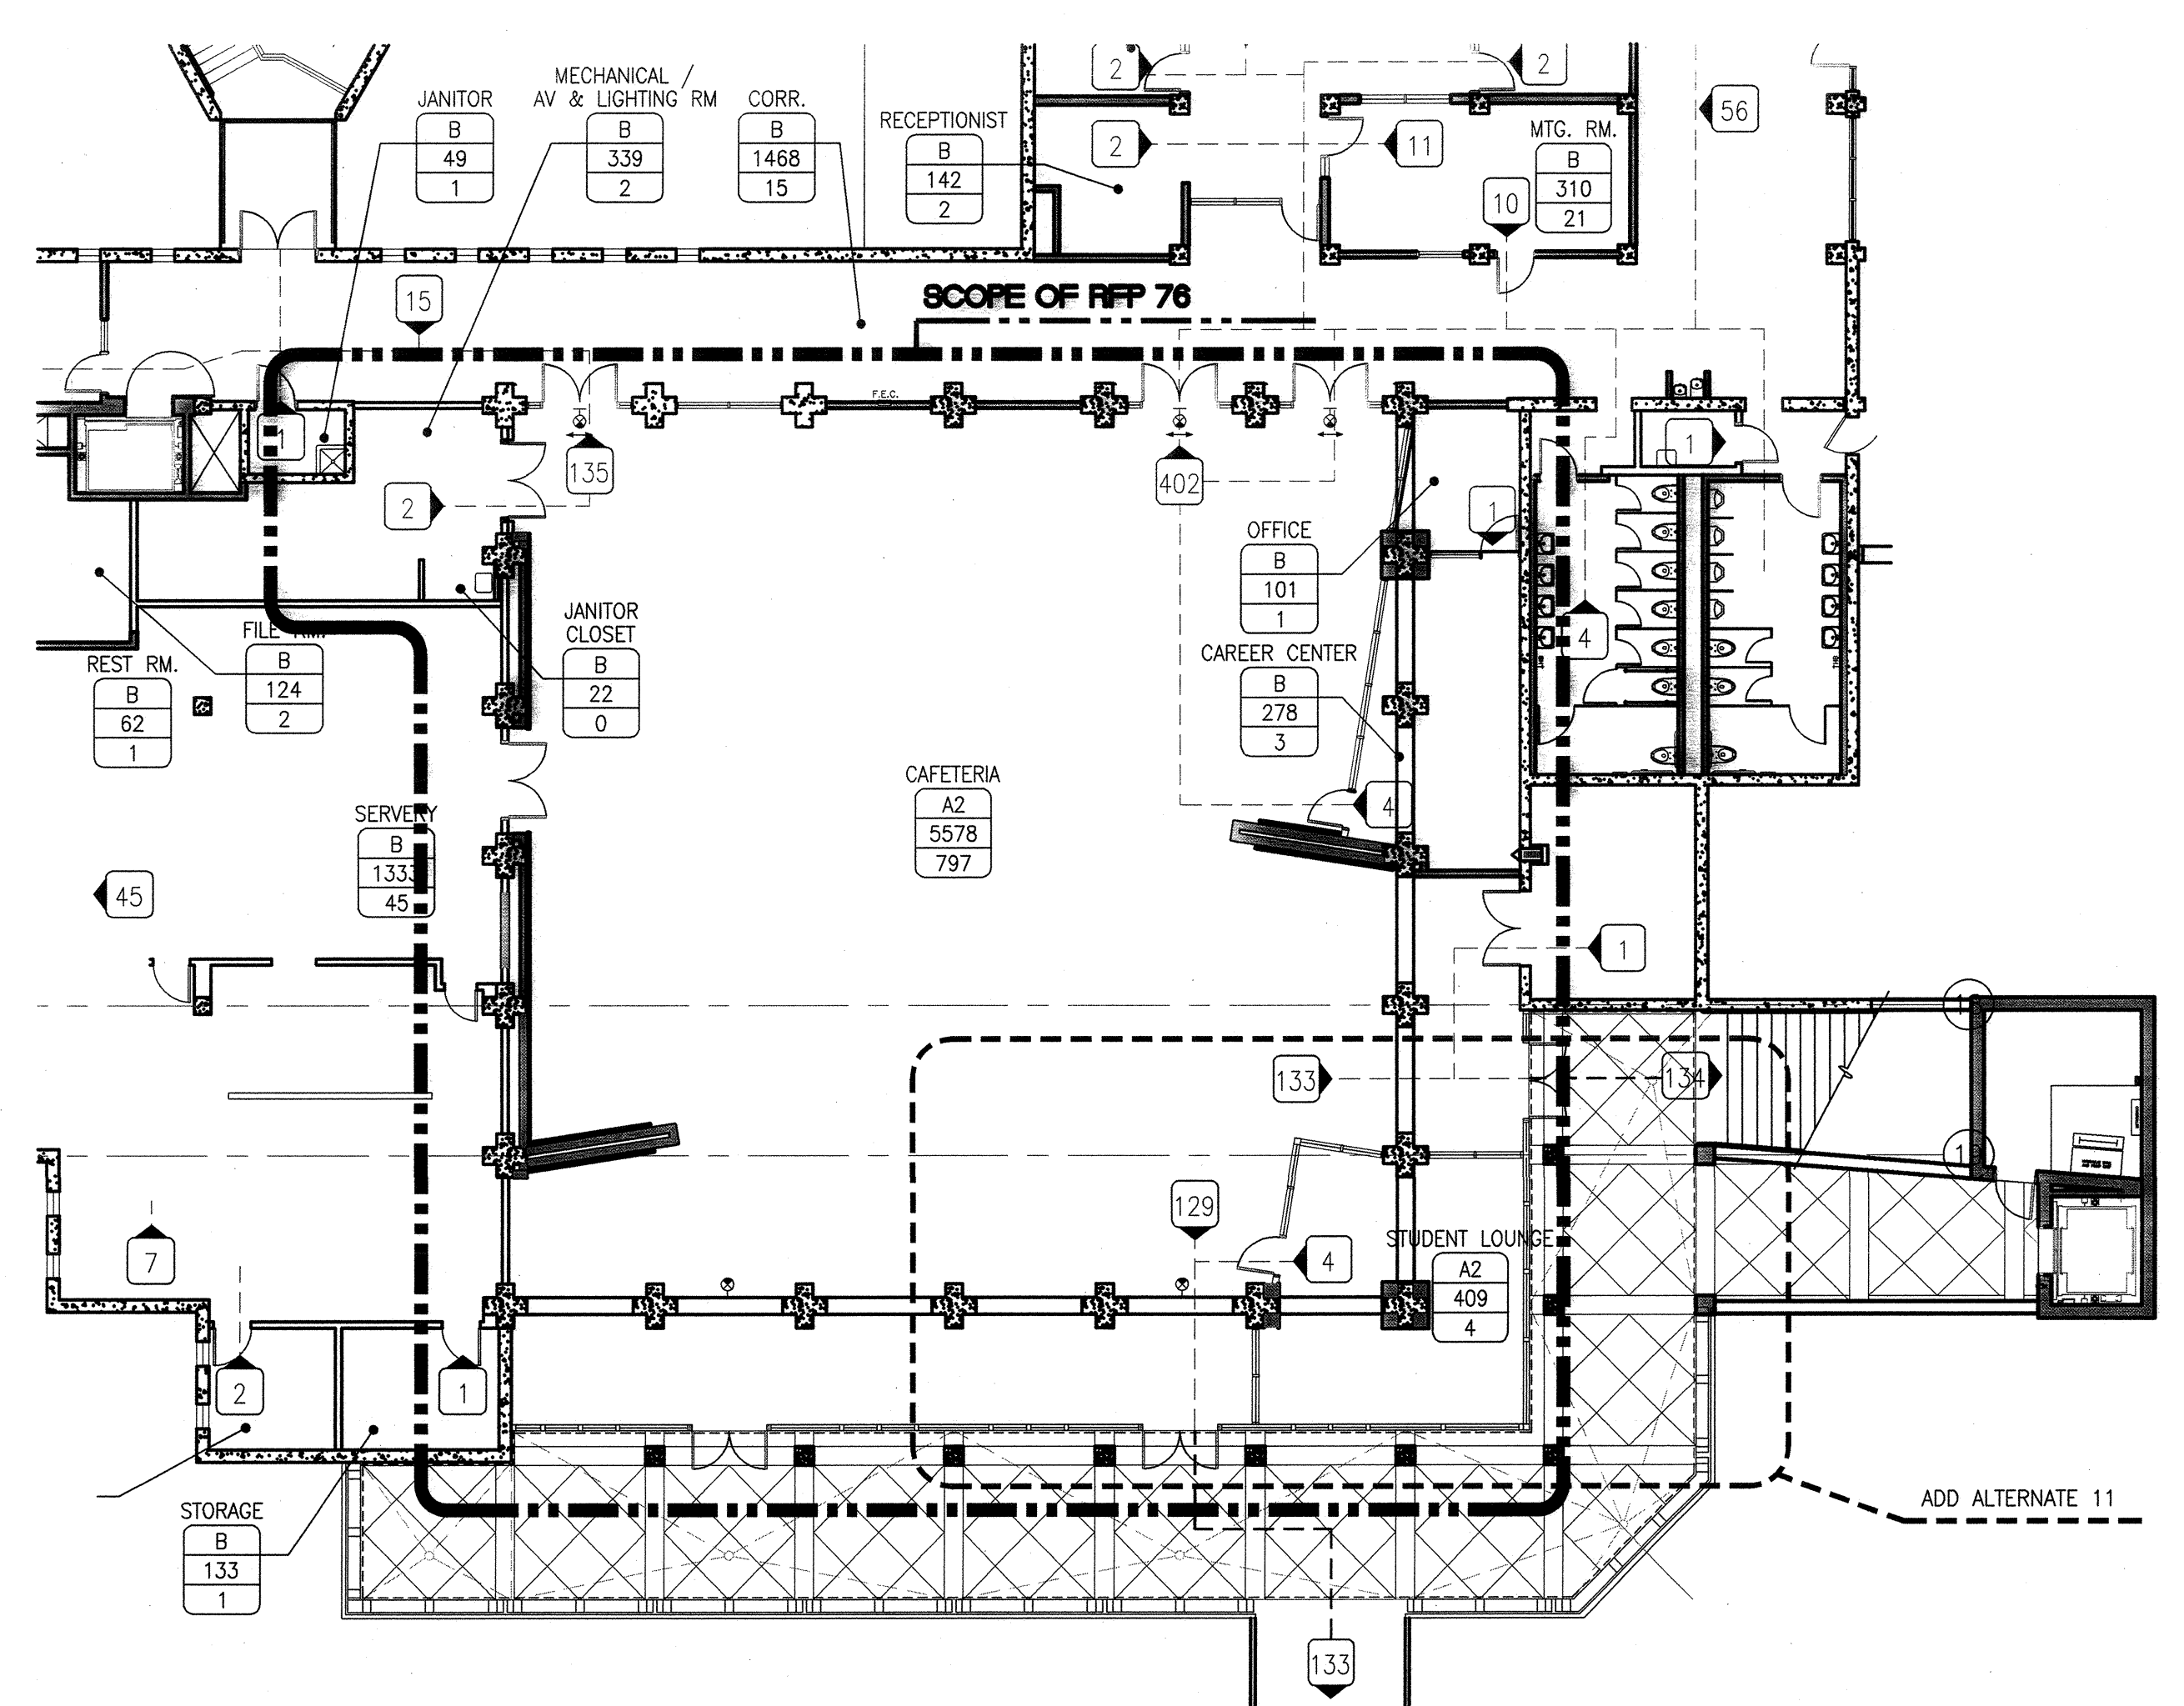 2
2
MECHANICAL /
AV & LIGHTING RM
JANITOR
B
49
1
B
339
2
CORR.
B
1468
15
RECEPTIONIST
B
142
2
2
11
MTG. RM.
B
310
21
56
10
15
SCOPE OF RFP 76
F.E.C.
1
135
2
402
1
1
OFFICE
B
101
1
4
CAREER CENTER
B
278
3
JANITOR
CLOSET
B
22
0
FILE RM.
B
124
2
REST RM.
B
62
1
CAFETERIA
A2
5578
797
4
SERVERY
B
1333
45
45
1
133
134
1
1
129
4
STUDENT LOUNGE
A2
409
4
7
2
1
STORAGE
B
133
1
ADD ALTERNATE 11
133